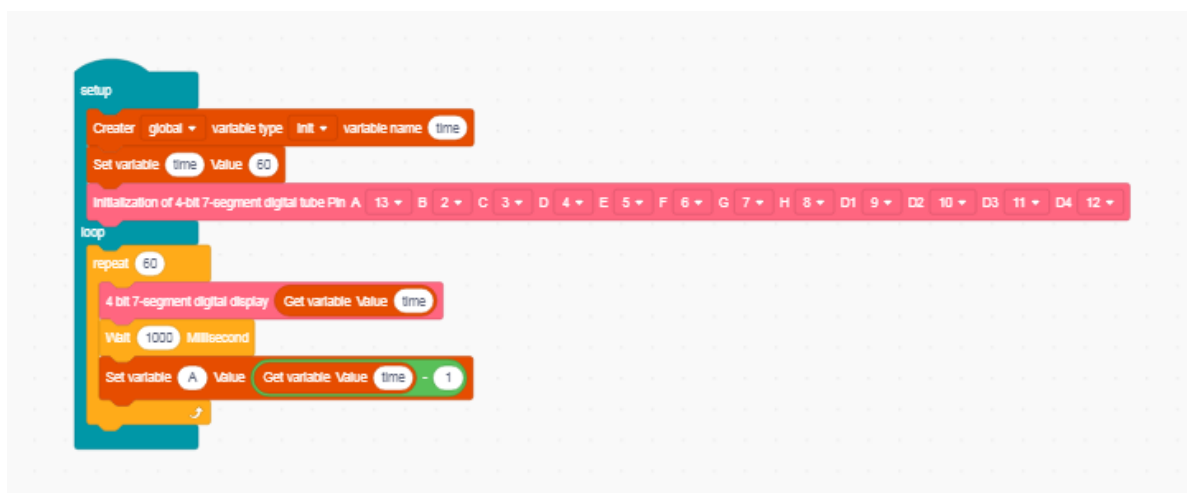 setup
Creater global variable type Init variable name time
Set variable time Value 60
Initialization of 4-bit 7-segment digital tube Pin A 13 B 2 C 3 D 4 E 5 F 6 G 7 H 8 D1 9 D2 10 D3 11 D4 12
loop
repeat 60
4 bit 7-segment digital display Get variable Value time
Wait 1000 Millisecond
Set variable A Value Get variable Value time - 1